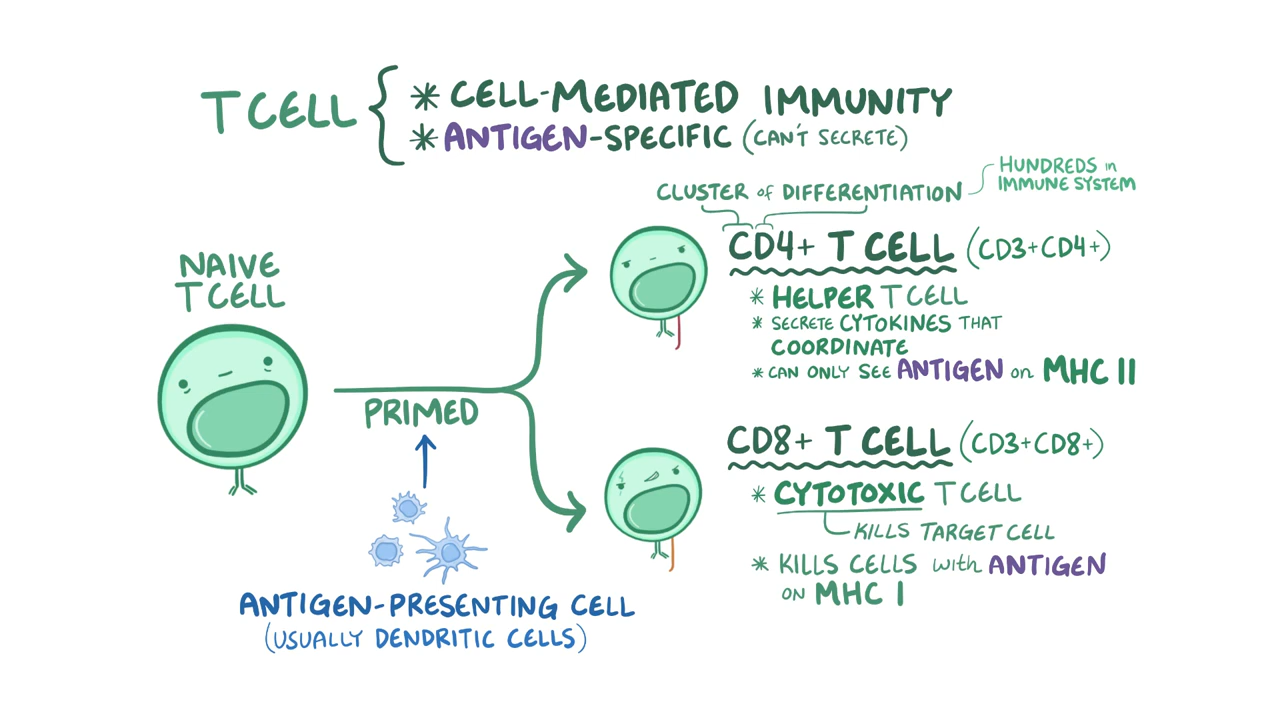 T CELL
* CELL-MEDIATED IMMUNITY
* ANTIGEN-SPECIFIC (CAN'T SECRETE)
HUNDREDS in
IMMUNE SYSTEM
CLUSTER of DIFFERENTIATION
CD4+ T CELL (CD3+CD4+)
* HELPER T CELL
* SECRETE CYTOKINES THAT
COORDINATE
* CAN ONLY SEE ANTIGEN on MHC II
NAIVE
T CELL
PRIMED
CD8+ T CELL (CD3+CD8+)
* CYTOTOXIC T CELL
KILLS TARGET CELL
* KILLS CELLS with ANTIGEN
ON MHC I
ANTIGEN-PRESENTING CELL
(USUALLY DENDRITIC CELLS)